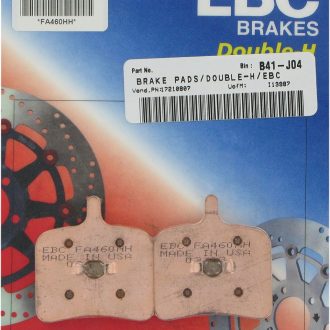 EBC
BRAKES
Double-H
*FA460HH*
Part No.
Bin : B41-J04
BRAKE PADS/DOUBLE-H/EBC
Vend.PN:17210807
UofM:
EBC FA460HH
MADE IN USA
EBC FA460HH
MADE IN USA